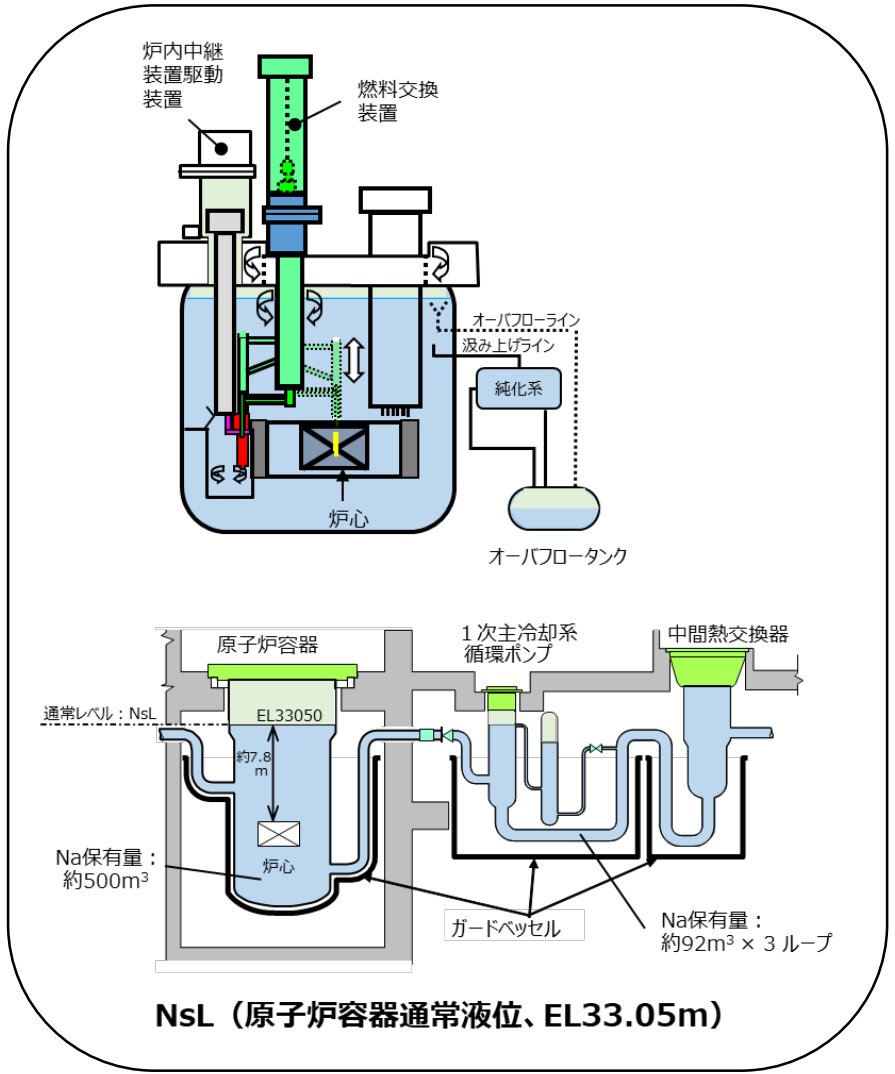 炉内中継
装置駆動
装置
燃料交換
装置
オーバフローライン
汲み上げライン
純化系
炉心
オーバフロータンク
原子炉容器
１次主冷却系
循環ポンプ
中間熱交換器
通常レベル：NsL
EL33050
約7.8
m
炉心
Na保有量：
約500m³
ガードベッセル
Na保有量：
約92m³ × 3 ループ
NsL（原子炉容器通常液位、EL33.05m）